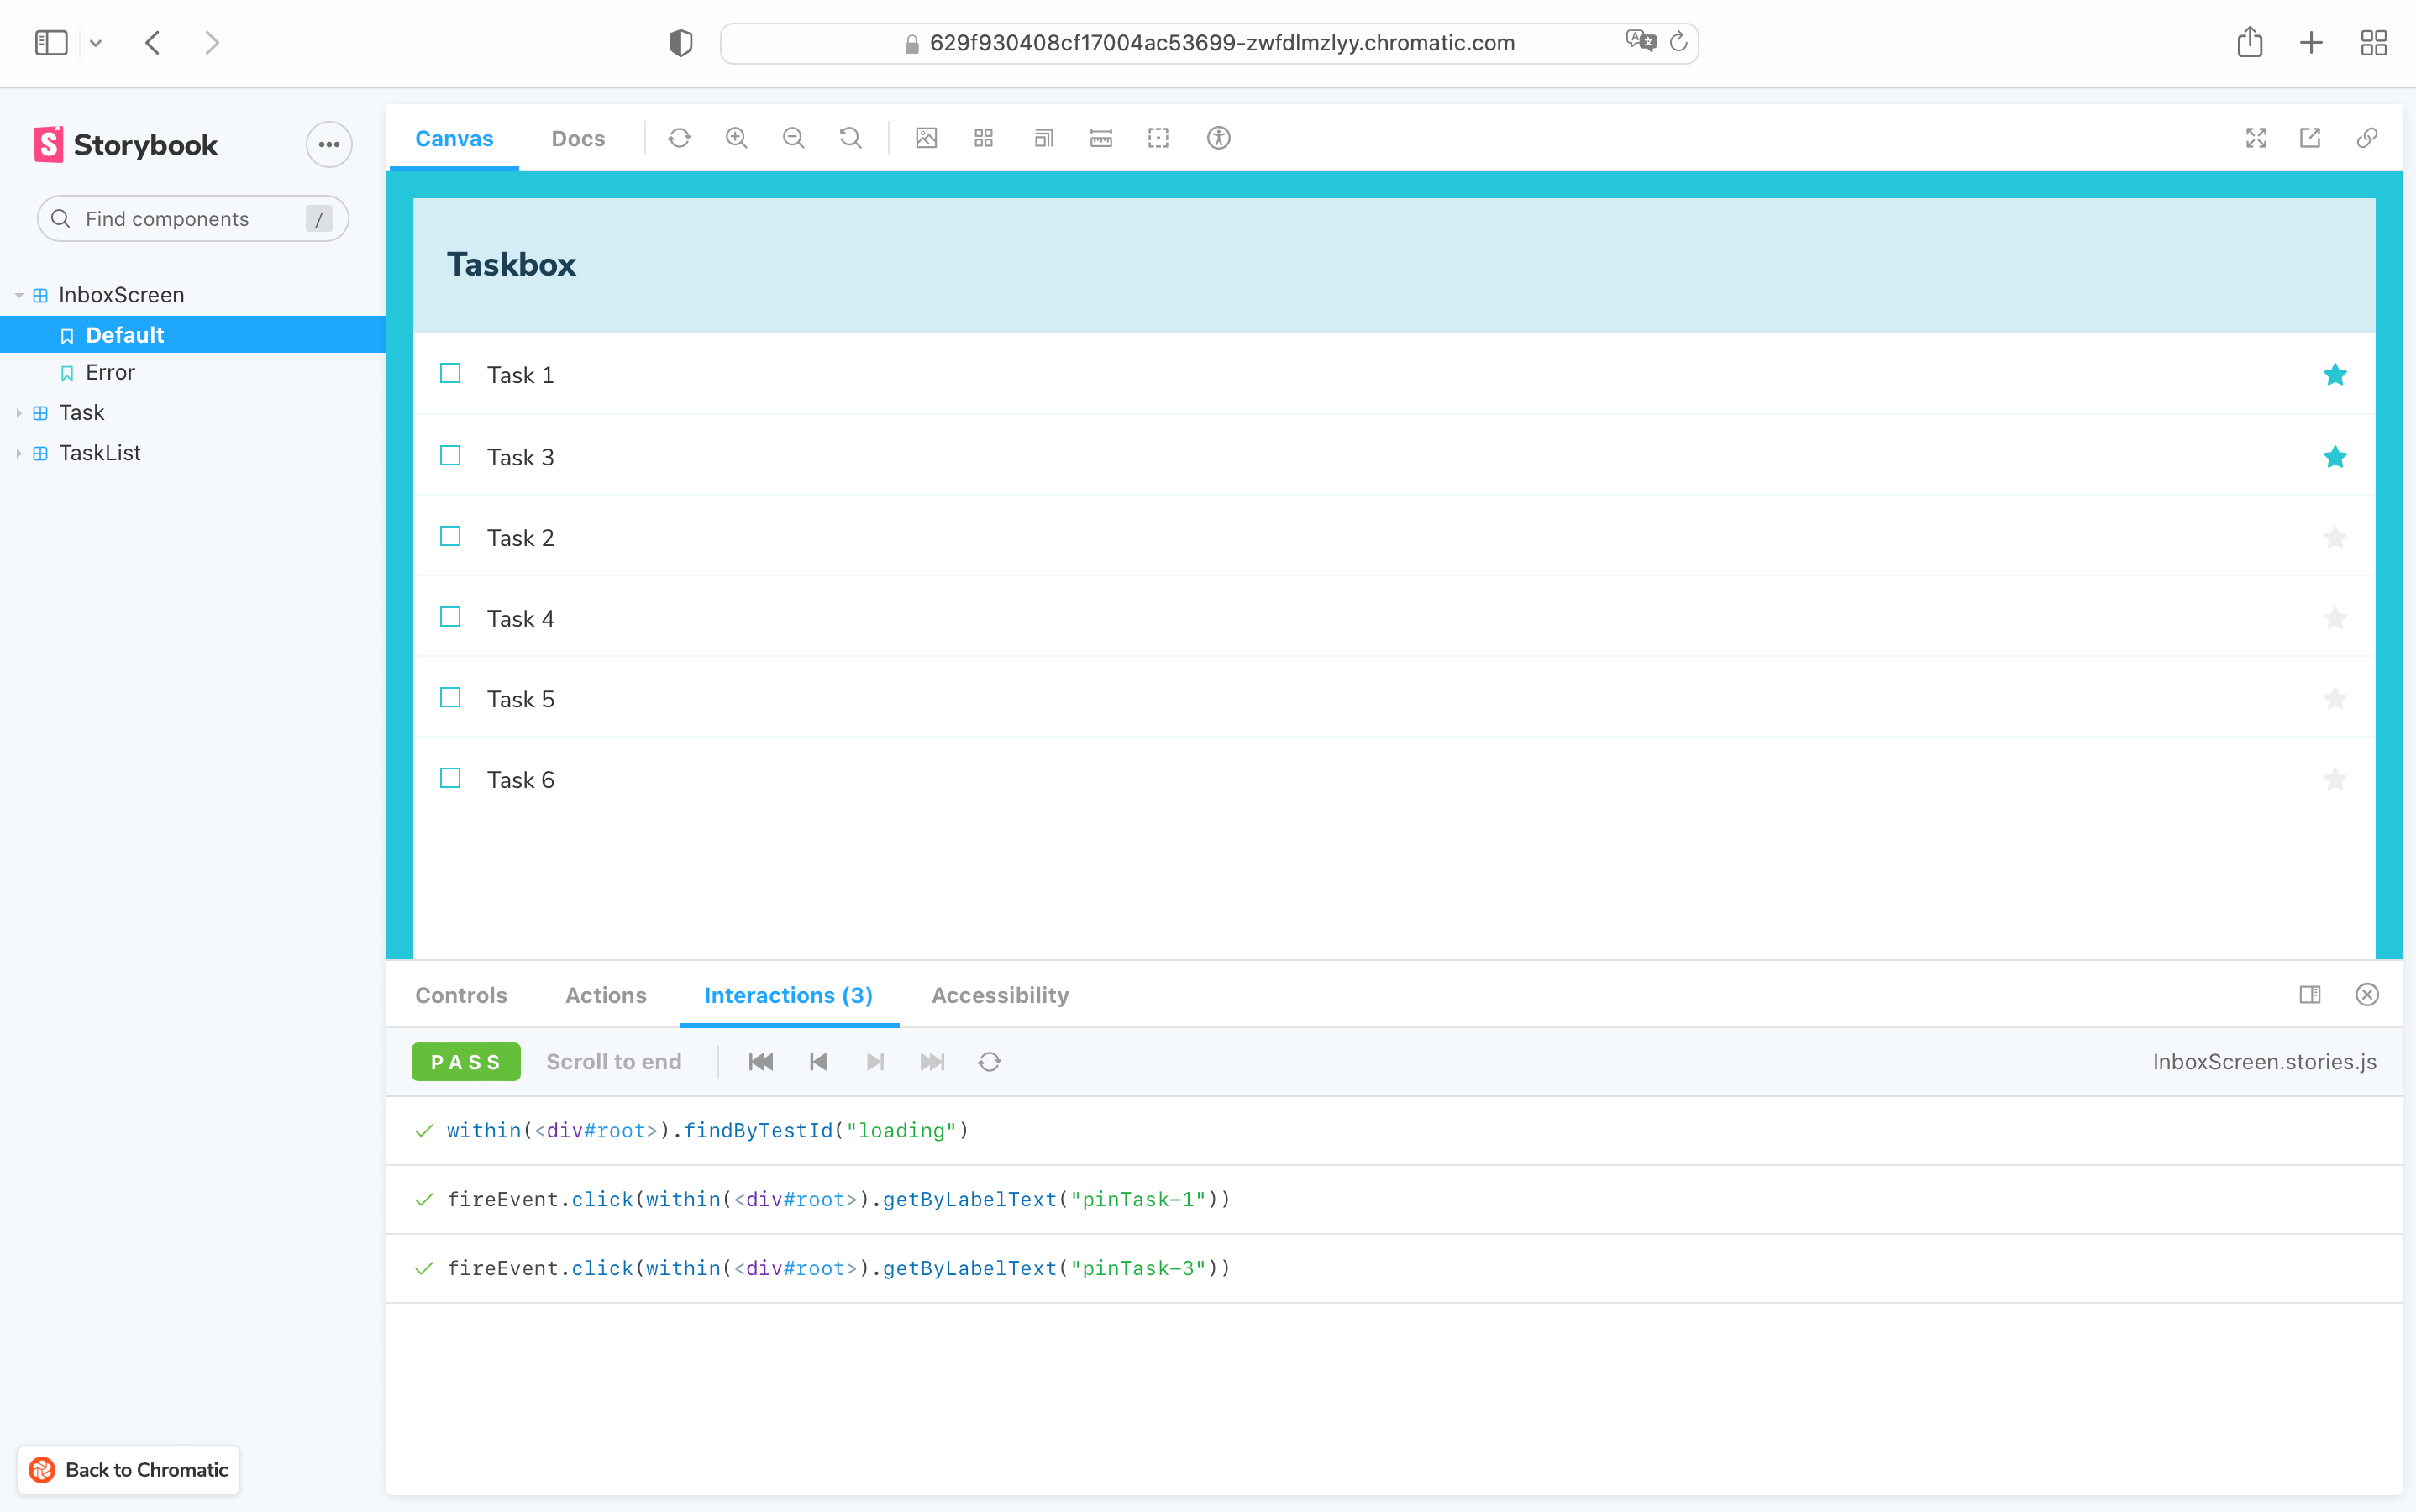 629f930408cf17004ac53699-zwfdlmzlyy.chromatic.com
Storybook
Find components /
InboxScreen
Default
Error
Task
TaskList
Back to Chromatic
Canvas Docs
Taskbox
Task 1
Task 3
Task 2
Task 4
Task 5
Task 6
Controls Actions Interactions (3) Accessibility
PASS Scroll to end InboxScreen.stories.js
within(<div#root>).findByTestId("loading")
fireEvent.click(within(<div#root>).getByLabelText("pinTask-1"))
fireEvent.click(within(<div#root>).getByLabelText("pinTask-3"))